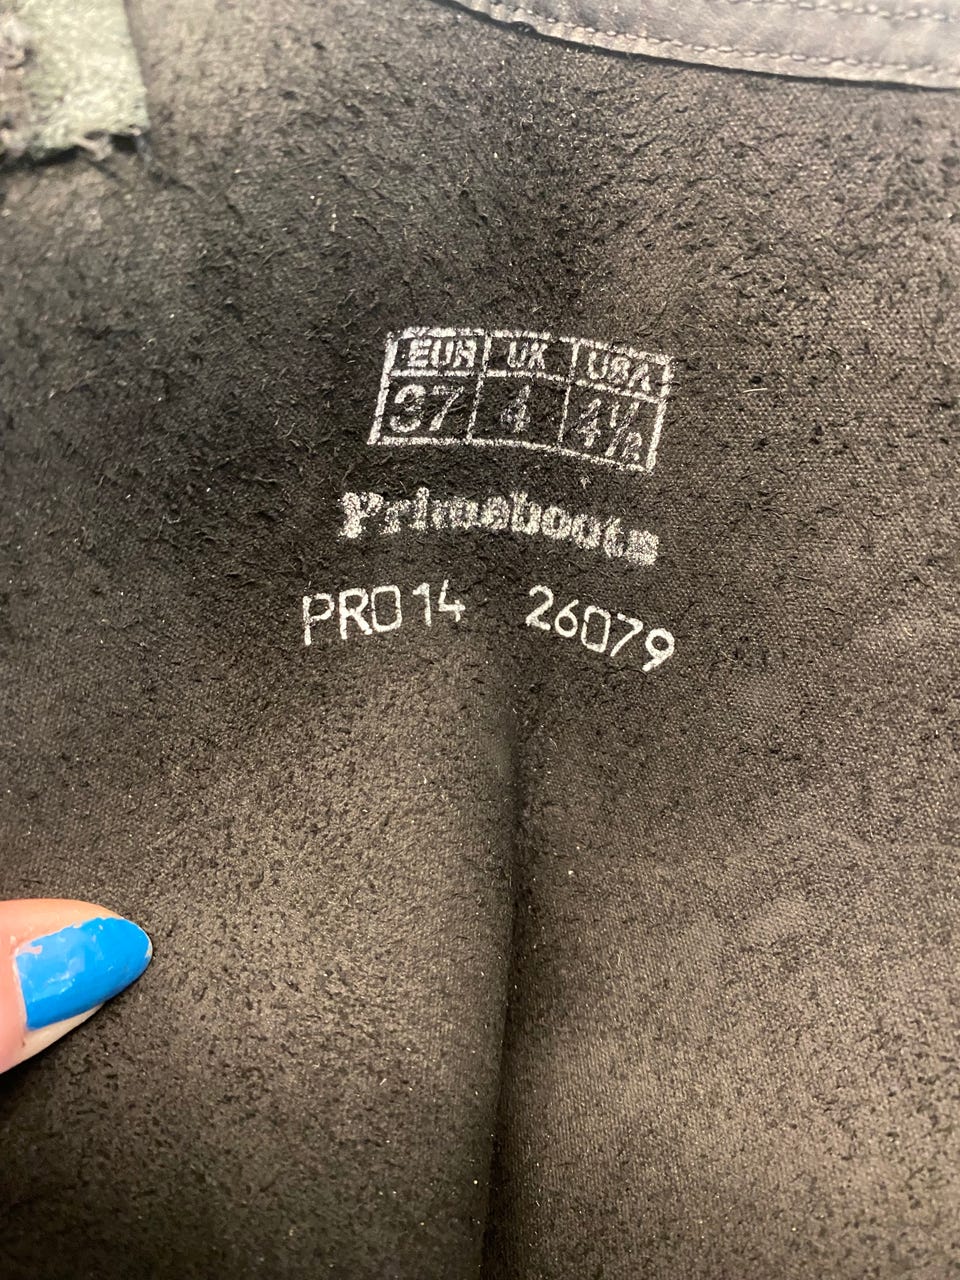 EUR UK USA
37 4 4½
Primeboots
PRO14 26079